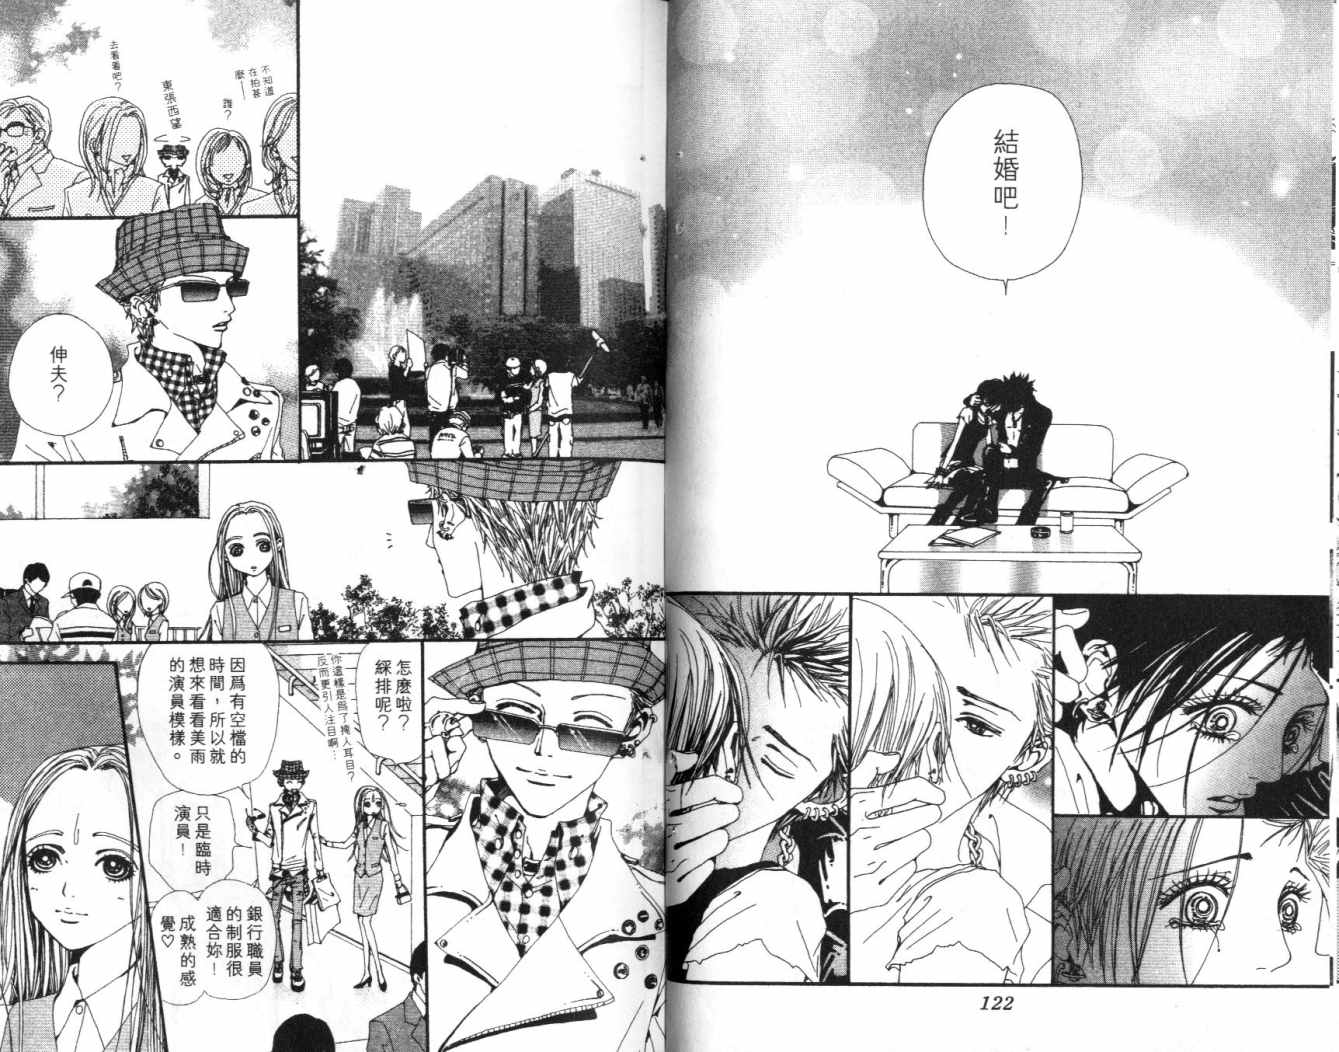 結婚吧！
122
不知道
在拍甚
麼——
誰？
東張西望
去看看吧？
伸夫？
怎麼啦？
綵排呢？
你這樣是為了掩人耳目？
反而更引人注目啊…
因爲有空檔的
時間，所以就
想來看看美雨
的演員模樣。
只是臨時
演員！
銀行職員
的制服很
適合妳！
成熟的感
覺♡